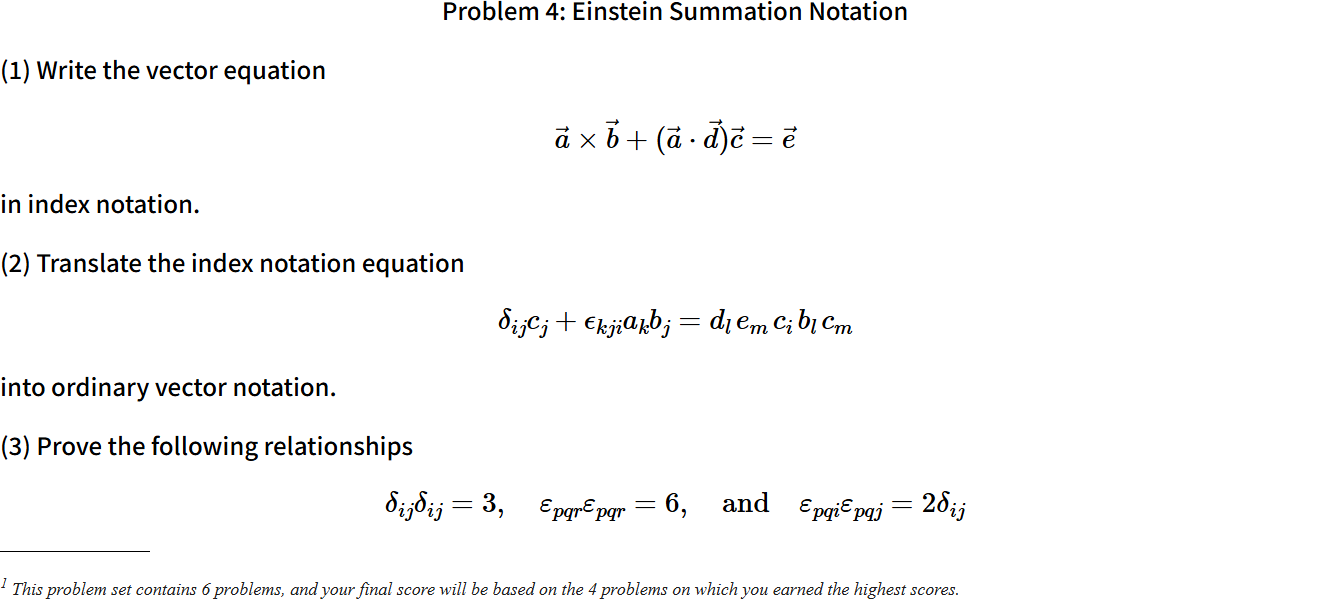 Problem 4: Einstein Summation Notation
(1) Write the vector equation
$\vec{a} \times \vec{b} + (\vec{a} \cdot \vec{d})\vec{c} = \vec{e}$
in index notation.
(2) Translate the index notation equation
$\delta_{ij} c_j + \epsilon_{kji} a_k b_j = d_l e_m c_i b_l c_m$
into ordinary vector notation.
(3) Prove the following relationships
$\delta_{ij}\delta_{ij} = 3, \quad \varepsilon_{pqr}\varepsilon_{pqr} = 6, \quad \text{and} \quad \varepsilon_{pqi}\varepsilon_{pqj} = 2\delta_{ij}$
1 This problem set contains 6 problems, and your final score will be based on the 4 problems on which you earned the highest scores.